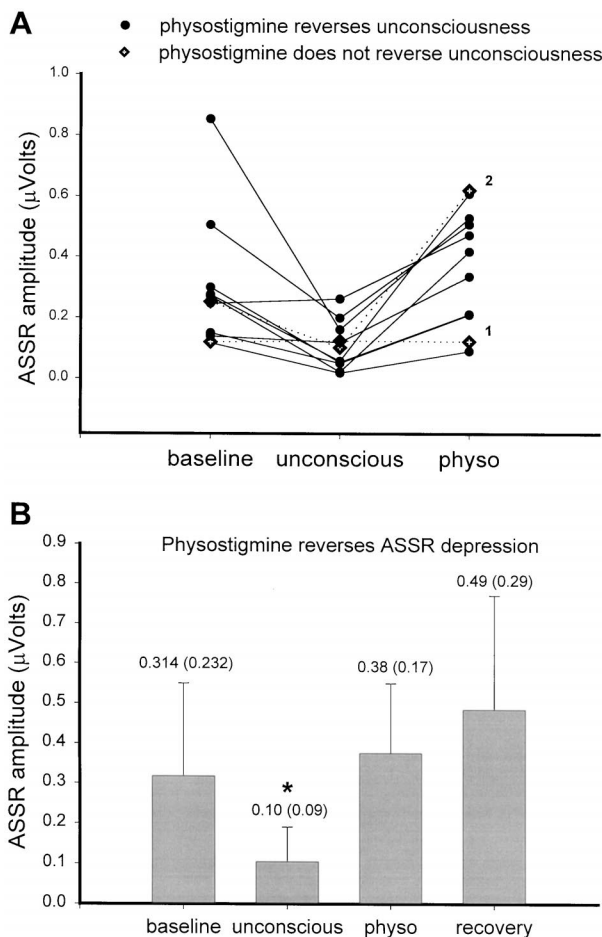 A
physostigmine reverses unconsciousness
physostigmine does not reverse unconsciousness
1.0
0.8
0.6
0.4
0.2
0.0
ASSR amplitude (µVolts)
2
1
baseline unconscious physo
B
Physostigmine reverses ASSR depression
0.9
0.8
0.7
0.6
0.5
0.4
0.3
0.2
0.1
0.0
ASSR amplitude (µVolts)
0.314 (0.232)
*
0.10 (0.09)
0.38 (0.17)
0.49 (0.29)
baseline unconscious physo recovery